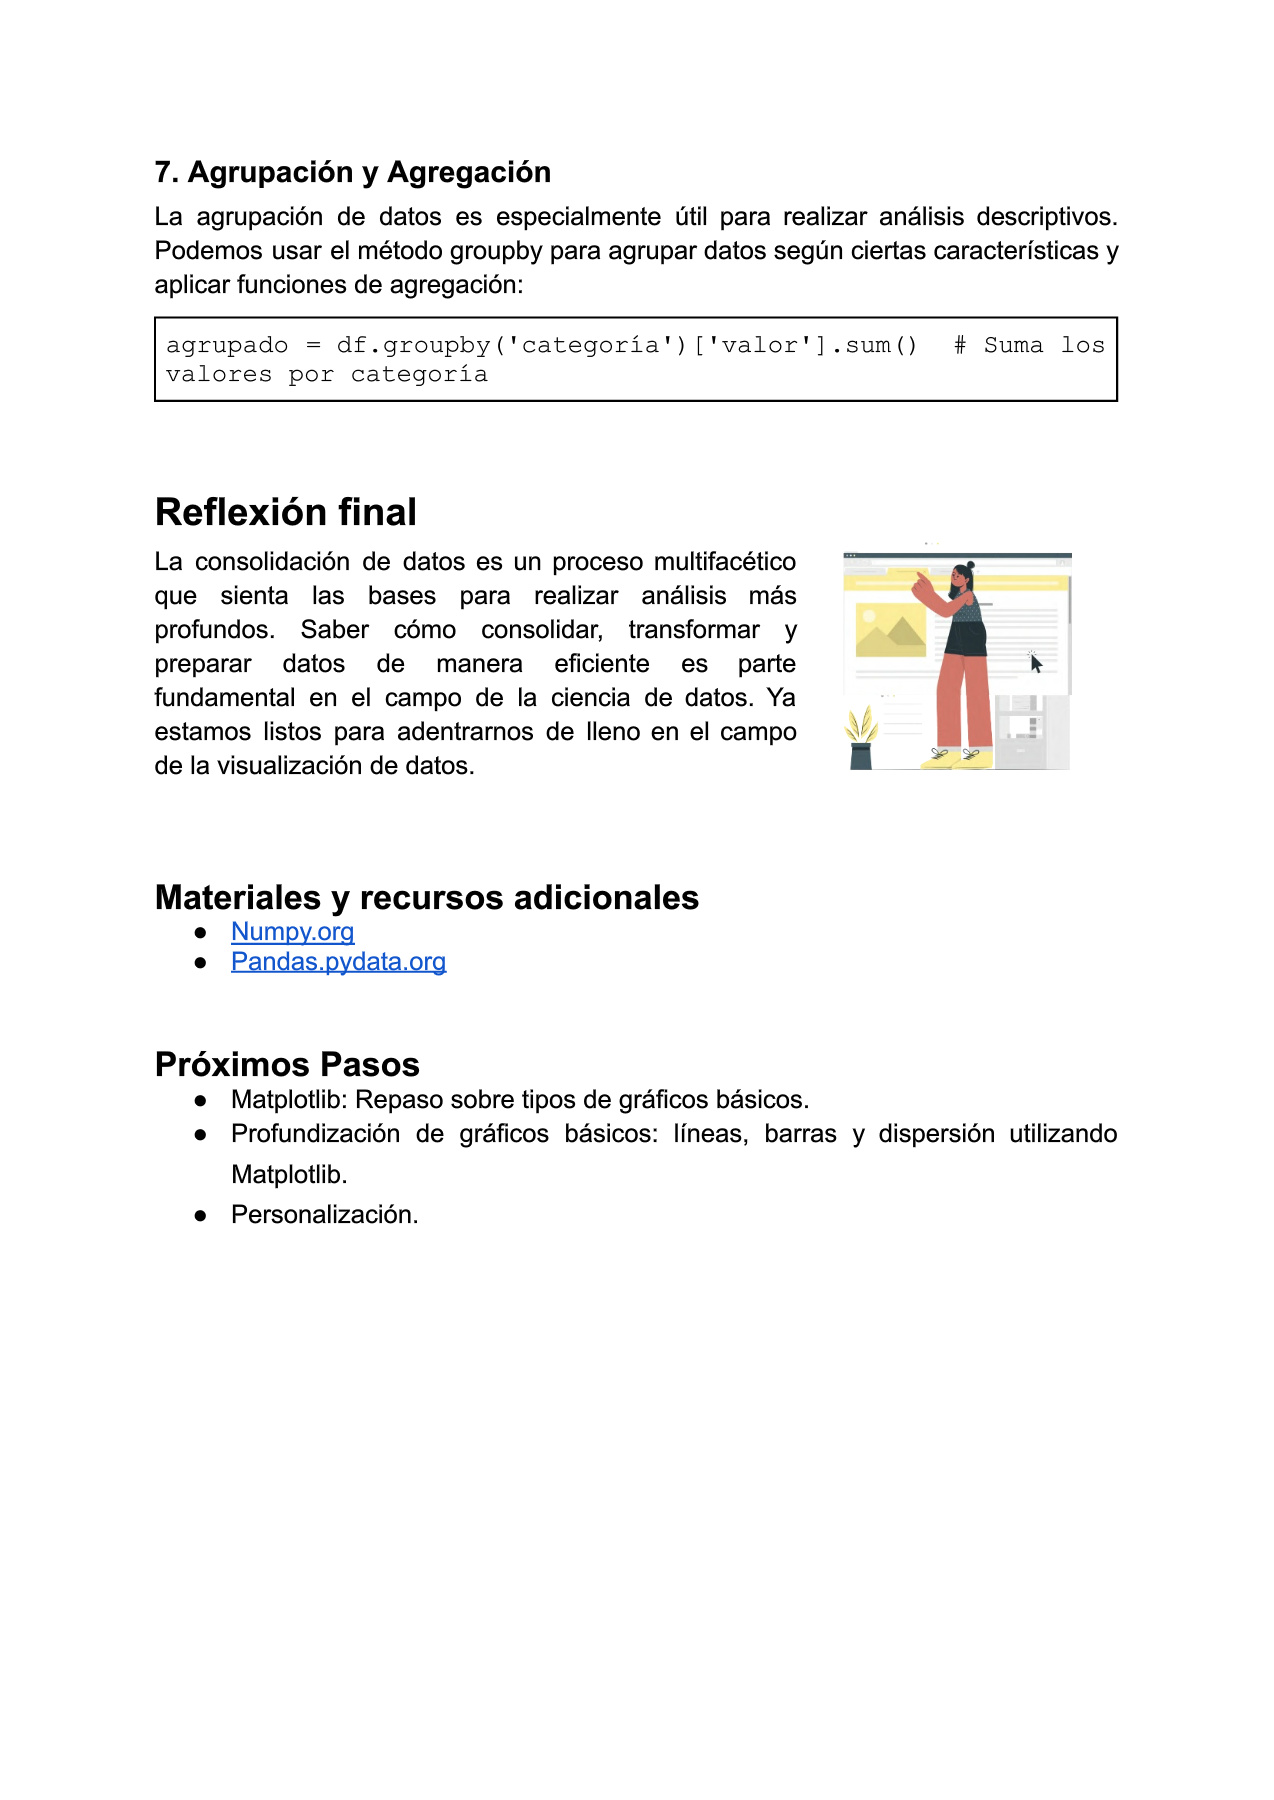 7. Agrupación y Agregación
La agrupación de datos es especialmente útil para realizar análisis descriptivos.
Podemos usar el método groupby para agrupar datos según ciertas características y
aplicar funciones de agregación:
agrupado = df.groupby('categoría')['valor'].sum()  # Suma los
valores por categoría
Reflexión final
La consolidación de datos es un proceso multifacético
que sienta las bases para realizar análisis más
profundos. Saber cómo consolidar, transformar y
preparar datos de manera eficiente es parte
fundamental en el campo de la ciencia de datos. Ya
estamos listos para adentrarnos de lleno en el campo
de la visualización de datos.
Materiales y recursos adicionales
● Numpy.org
● Pandas.pydata.org
Próximos Pasos
● Matplotlib: Repaso sobre tipos de gráficos básicos.
● Profundización de gráficos básicos: líneas, barras y dispersión utilizando
Matplotlib.
● Personalización.